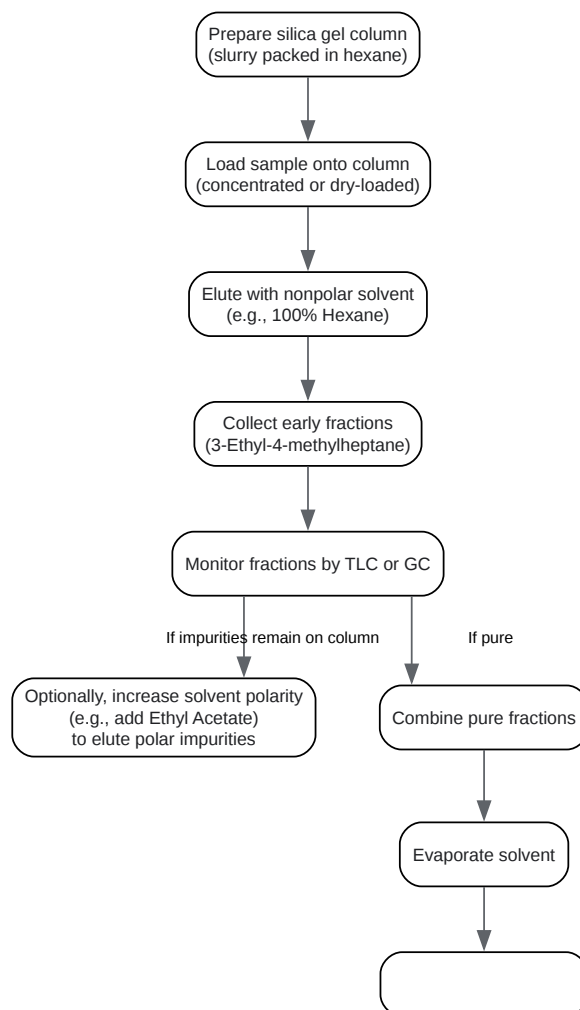 Prepare silica gel column
(slurry packed in hexane)
Load sample onto column
(concentrated or dry-loaded)
Elute with nonpolar solvent
(e.g., 100% Hexane)
Collect early fractions
(3-Ethyl-4-methylheptane)
Monitor fractions by TLC or GC
If impurities remain on column
If pure
Optionally, increase solvent polarity
(e.g., add Ethyl Acetate)
to elute polar impurities
Combine pure fractions
Evaporate solvent